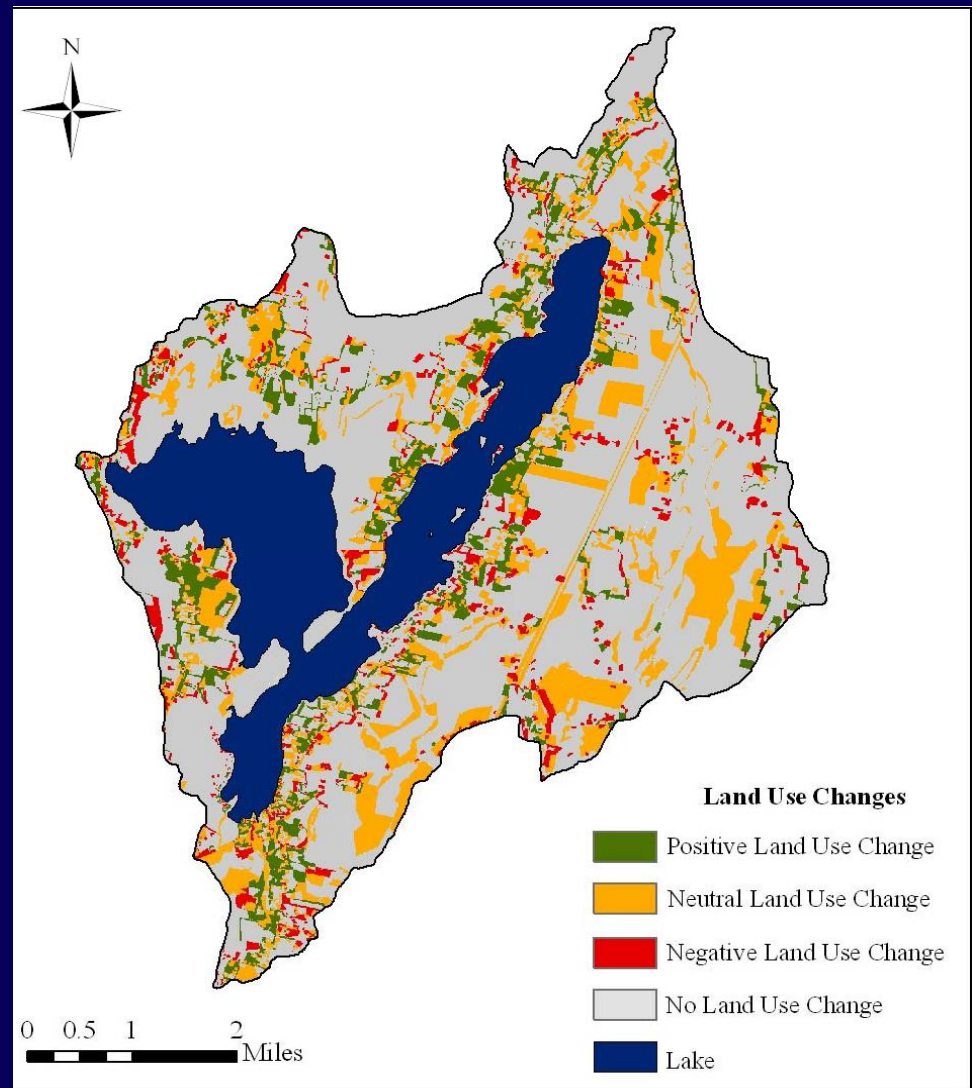 N
Land Use Changes
Positive Land Use Change
Neutral Land Use Change
Negative Land Use Change
No Land Use Change
Lake
0 0.5 1 2
Miles